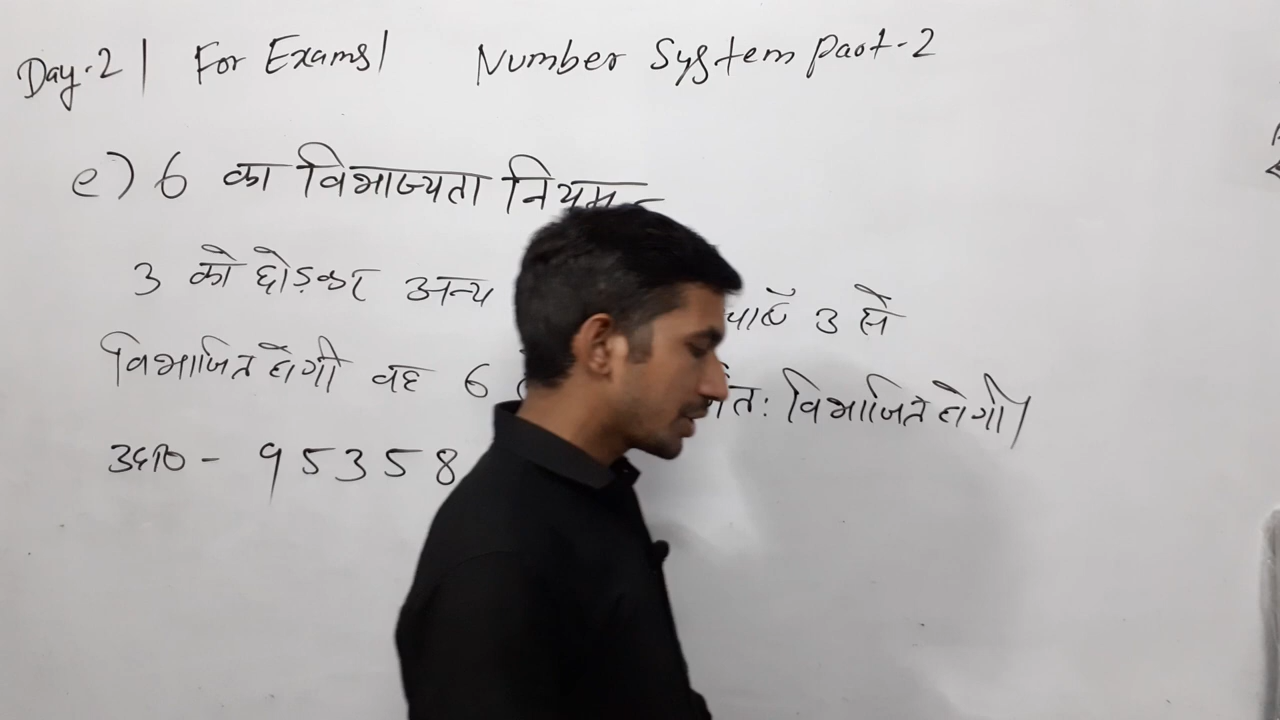 Day-2 | For Exams | Number System Part-2
e) 6 का विभाज्यता नियम -
3 को छोड़कर अन्य 3 से
विभाजित होगी वह 6 विभाजित होगी|
उदा० - 95358